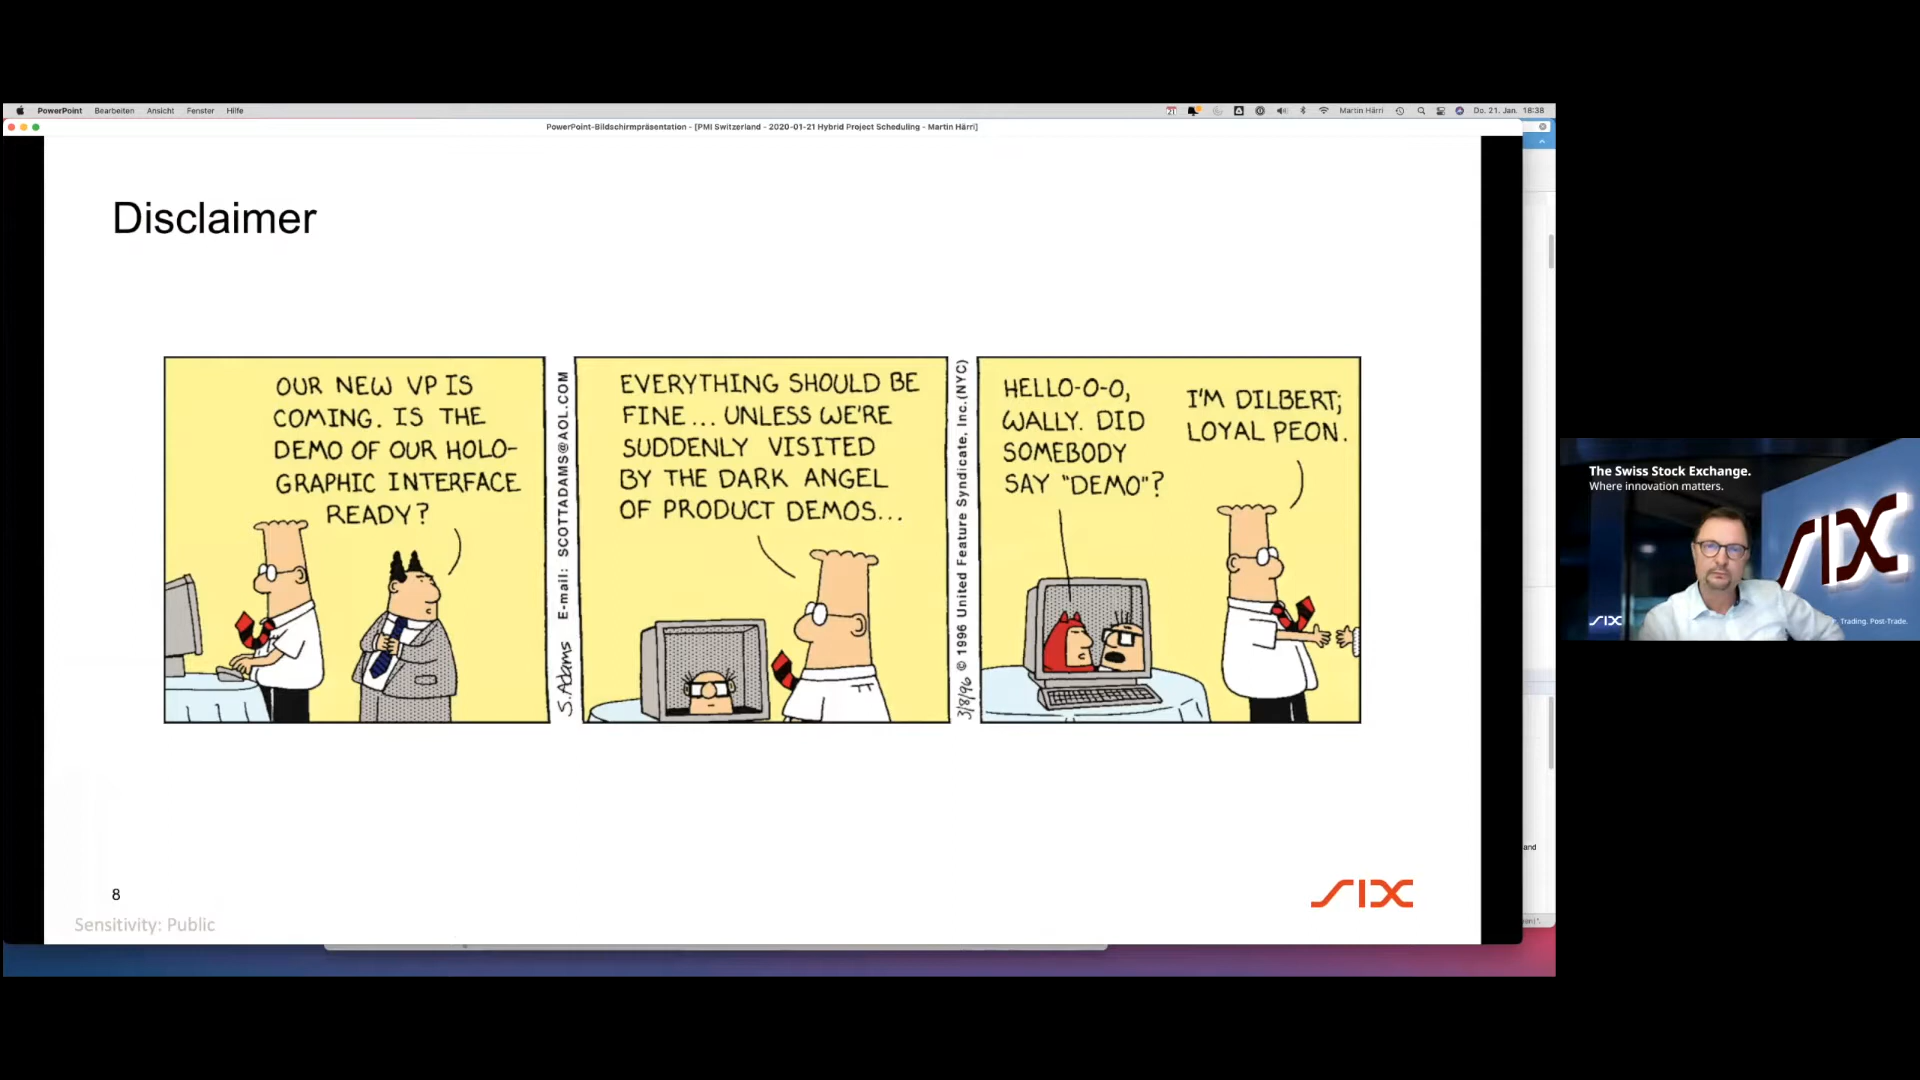 PowerPoint Bearbeiten Ansicht Fenster Hilfe
Martin Härri Do. 21. Jan. 18:38
PowerPoint-Bildschirmpräsentation - [PMI Switzerland - 2020-01-21 Hybrid Project Scheduling - Martin Härri]
Disclaimer
OUR NEW VP IS
COMING. IS THE
DEMO OF OUR HOLO-
GRAPHIC INTERFACE
READY?
S.Adams E-mail: SCOTTADAMS@AOL.COM
EVERYTHING SHOULD BE
FINE... UNLESS WE'RE
SUDDENLY VISITED
BY THE DARK ANGEL
OF PRODUCT DEMOS...
3/8/96 © 1996 United Feature Syndicate, Inc.(NYC)
HELLO-O-O,
WALLY. DID
SOMEBODY
SAY "DEMO"?
I'M DILBERT;
LOYAL PEON.
8
SIX
Sensitivity: Public
and
The Swiss Stock Exchange.
Where innovation matters.
SIX
SIX
Trading. Post-Trade.